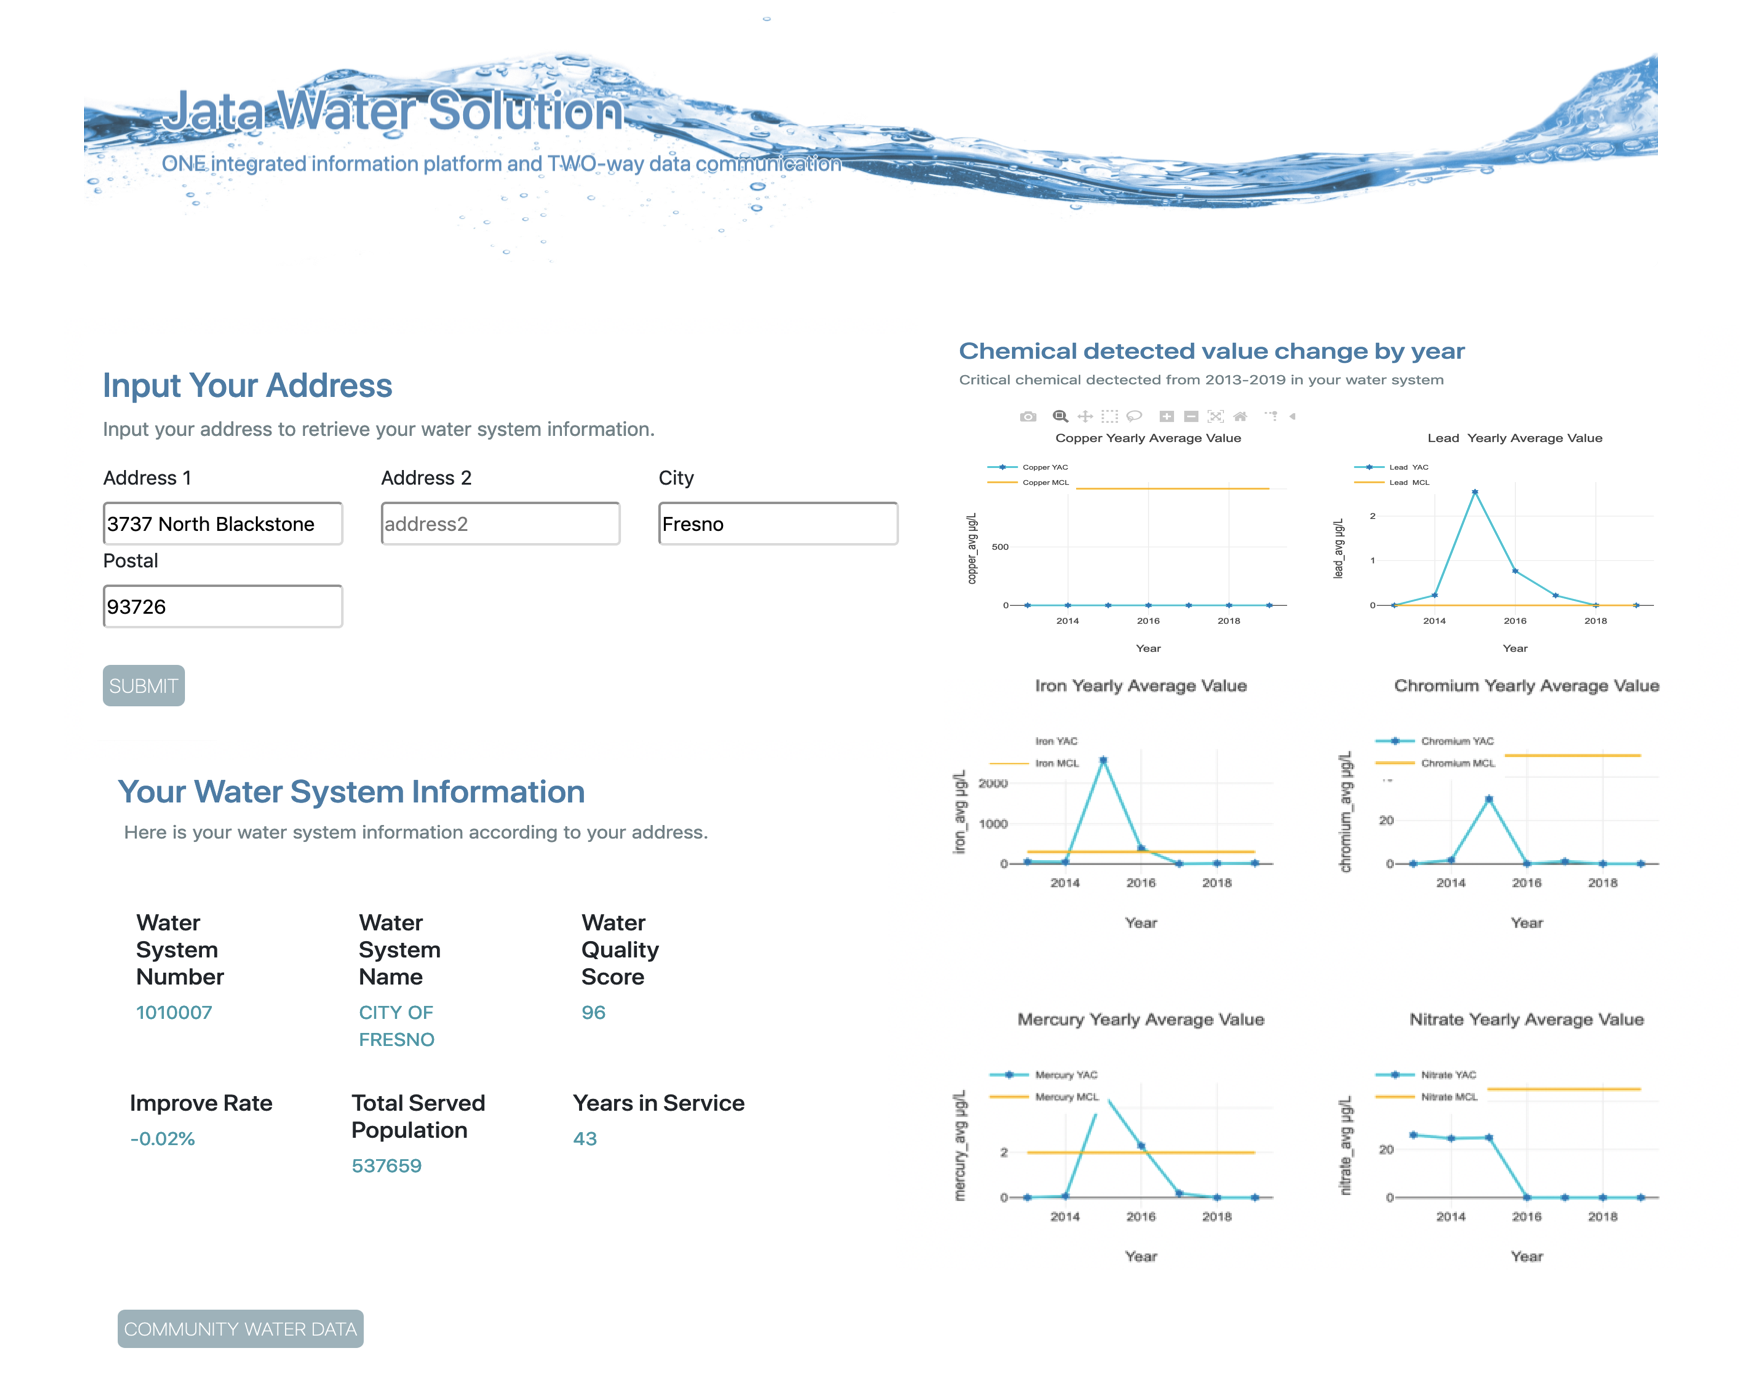 Jata Water Solution
ONE integrated information platform and TWO-way data communication
Input Your Address
Input your address to retrieve your water system information.
Address 1
Address 2
City
3737 North Blackstone
address2
Fresno
Postal
93726
SUBMIT
Your Water System Information
Here is your water system information according to your address.
Water
System
Number
1010007
Water
System
Name
CITY OF
FRESNO
Water
Quality
Score
96
Improve Rate
-0.02%
Total Served
Population
537659
Years in Service
43
COMMUNITY WATER DATA
Chemical detected value change by year
Critical chemical dectected from 2013-2019 in your water system
Copper Yearly Average Value
Copper YAC
Copper MCL
copper_avg µg/L
500
0
2014
2016
2018
Year
Lead Yearly Average Value
Lead YAC
Lead MCL
lead_avg µg/L
2
1
0
2014
2016
2018
Year
Iron Yearly Average Value
Iron YAC
Iron MCL
iron_avg µg/L
2000
1000
0
2014
2016
2018
Year
Chromium Yearly Average Value
Chromium YAC
Chromium MCL
chromium_avg µg/L
20
0
2014
2016
2018
Year
Mercury Yearly Average Value
Mercury YAC
Mercury MCL
mercury_avg µg/L
2
0
2014
2016
2018
Year
Nitrate Yearly Average Value
Nitrate YAC
Nitrate MCL
nitrate_avg µg/L
20
0
2014
2016
2018
Year